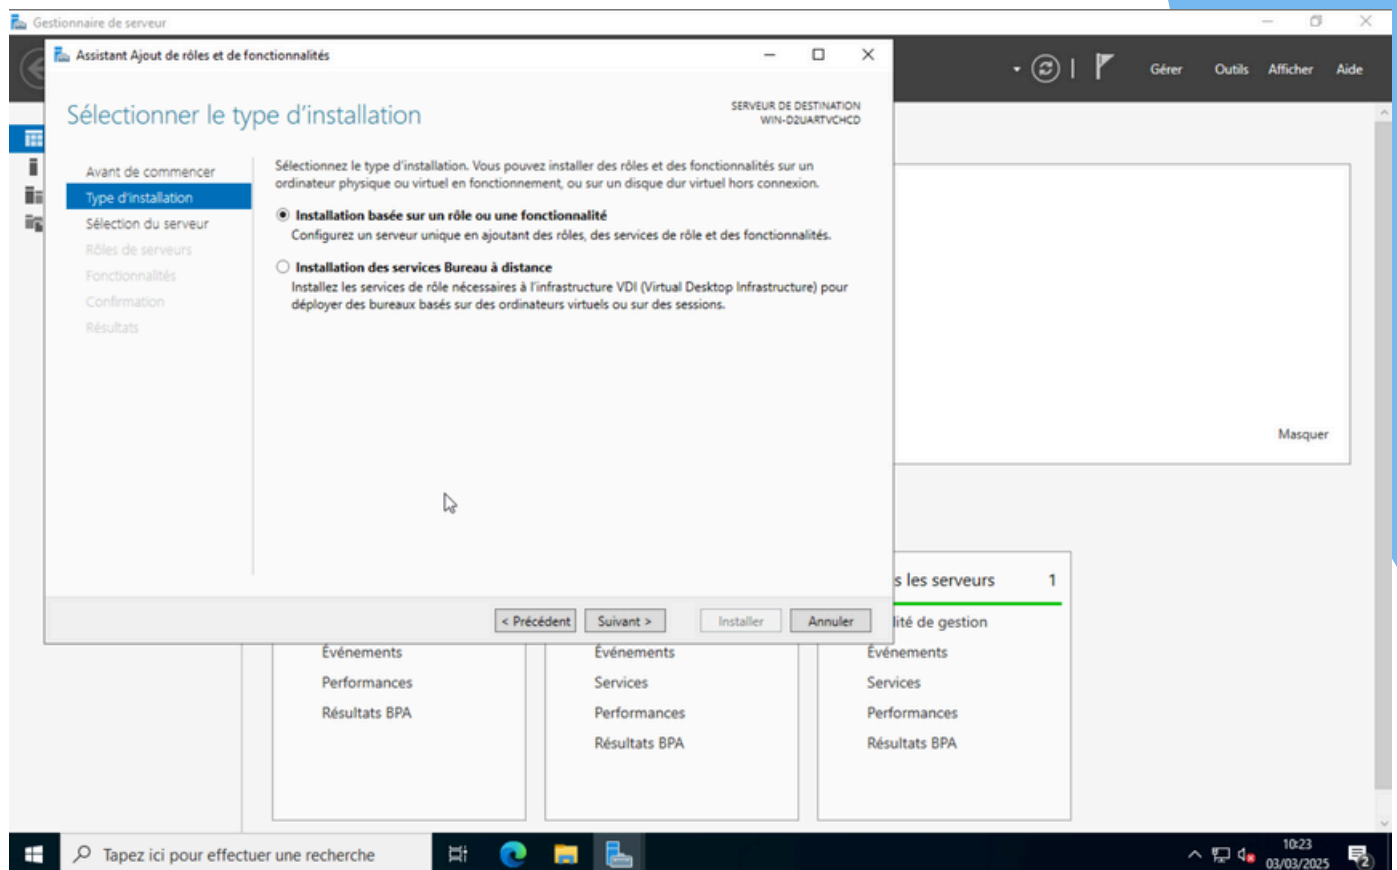 Gestionnaire de serveur
Assistant Ajout de rôles et de fonctionnalités
Gérer Outils Afficher Aide
Sélectionner le type d'installation
SERVEUR DE DESTINATION
WIN-D2UARTVCHCD
Avant de commencer
Type d'installation
Sélection du serveur
Rôles de serveurs
Fonctionnalités
Confirmation
Résultats
Sélectionnez le type d'installation. Vous pouvez installer des rôles et des fonctionnalités sur un
ordinateur physique ou virtuel en fonctionnement, ou sur un disque dur virtuel hors connexion.
Installation basée sur un rôle ou une fonctionnalité
Configurez un serveur unique en ajoutant des rôles, des services de rôle et des fonctionnalités.
Installation des services Bureau à distance
Installez les services de rôle nécessaires à l'infrastructure VDI (Virtual Desktop Infrastructure) pour
déployer des bureaux basés sur des ordinateurs virtuels ou sur des sessions.
Masquer
< Précédent Suivant > Installer Annuler
Événements
Performances
Résultats BPA
Événements
Services
Performances
Résultats BPA
s les serveurs 1
lité de gestion
Événements
Services
Performances
Résultats BPA
Tapez ici pour effectuer une recherche
10:23
03/03/2025
2